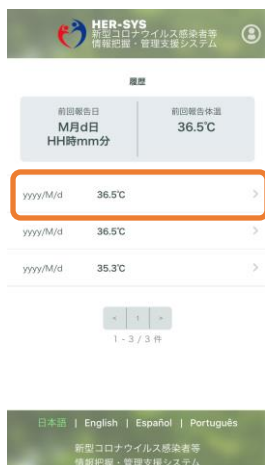 HER-SYS
新型コロナウイルス感染者等
情報把握・管理支援システム
履歴
前回報告日
M月d日
HH時mm分
前回報告体温
36.5℃
yyyy/M/d 36.5℃ >
yyyy/M/d 36.5℃ >
yyyy/M/d 35.3℃ >
« 1 »
1 - 3 / 3 件
日本語 | English | Español | Português
新型コロナウイルス感染者等
情報把握・管理支援システム